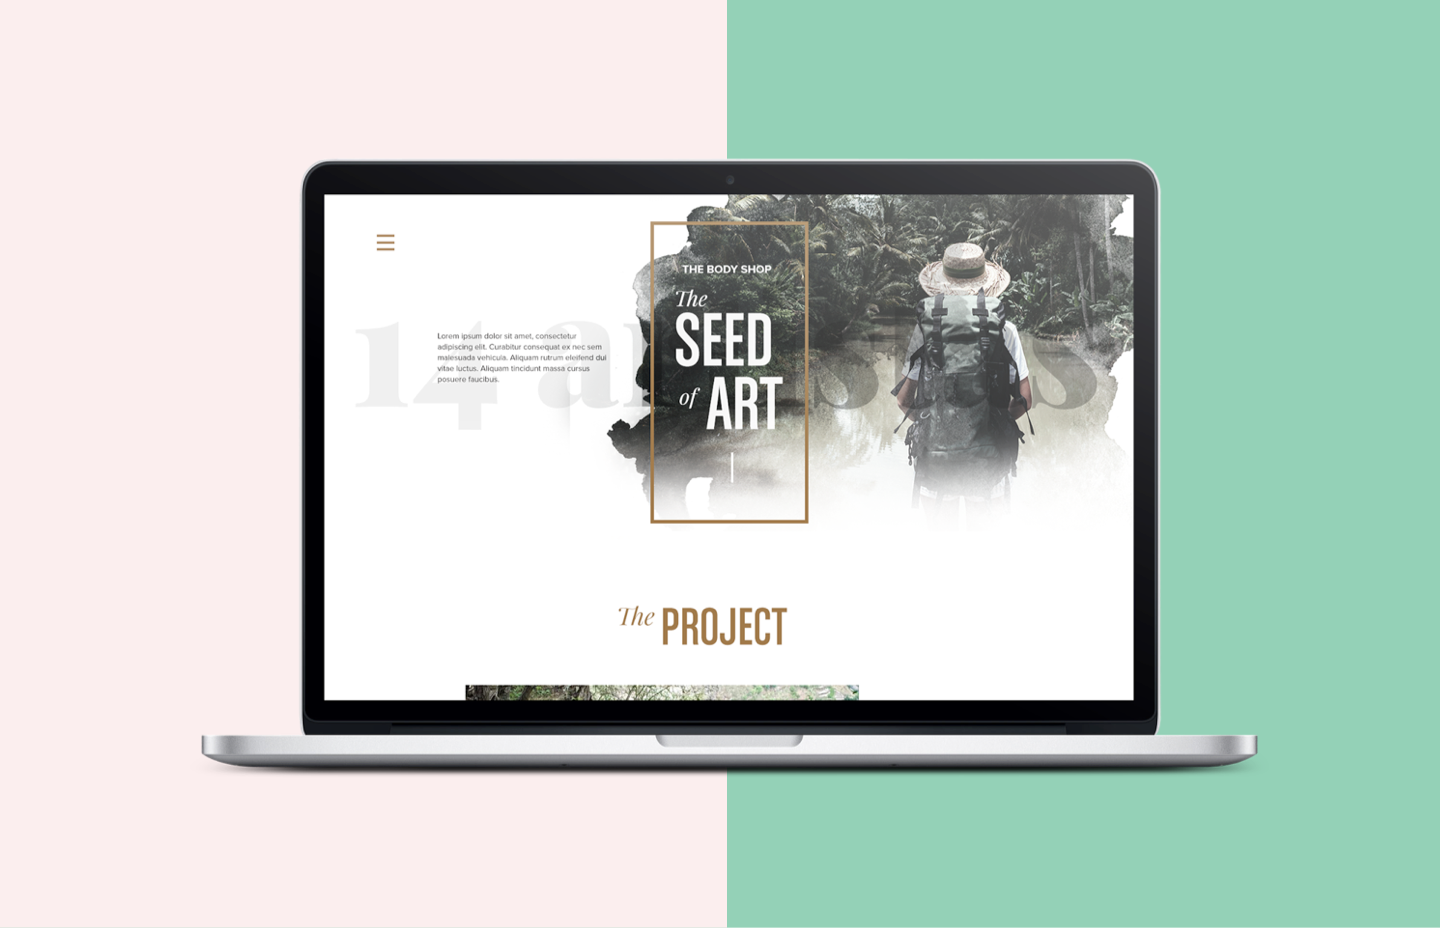 14 artistes
Lorem ipsum dolor sit amet, consectetur
adipiscing elit. Curabitur consequat ex nec sem
malesuada vehicula. Aliquam rutrum eleifend dui
vitae luctus. Aliquam tincidunt massa cursus
posuere faucibus.
THE BODY SHOP
The
SEED
of ART
The PROJECT